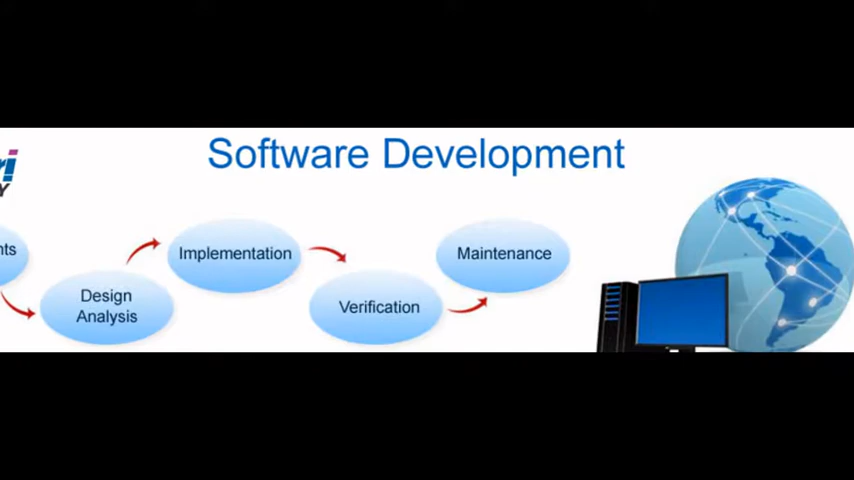 Software Development
Implementation
Maintenance
Design
Analysis
Verification